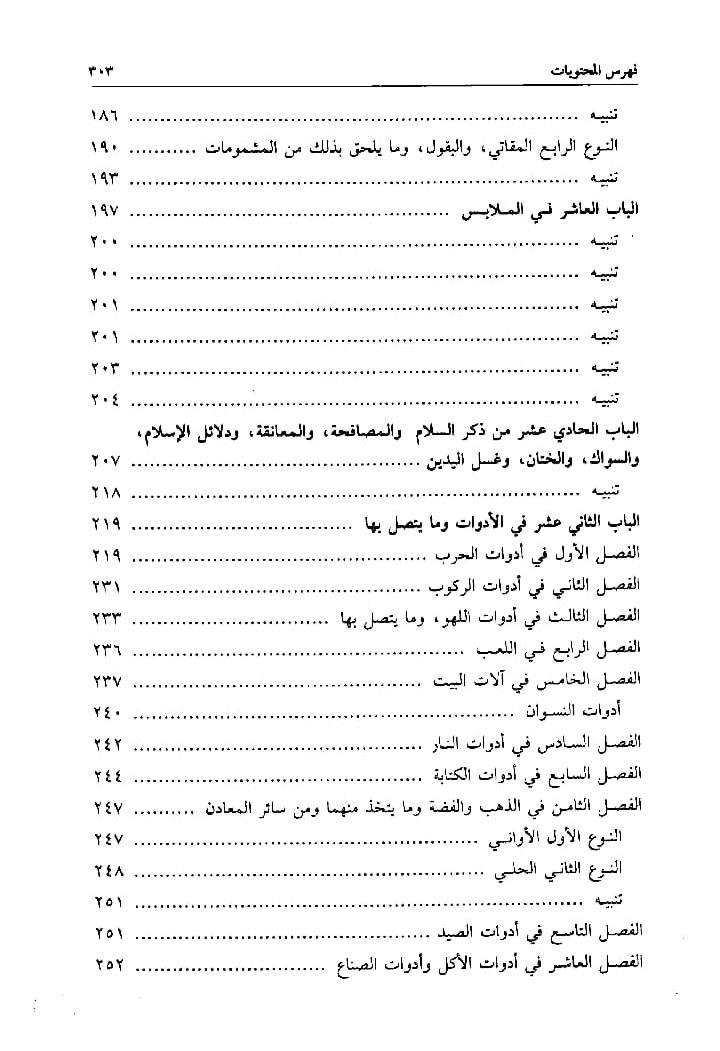 فهرس المحتويات ٣٠٣
تنبيه .......... ١٨٦
النوع الرابع المقاتي، والبقول، وما يلحق بذلك من المشمومات .......... ١٩٠
تنبيه .......... ١٩٣
الباب العاشر في الملابس .......... ١٩٧
تنبيه .......... ٢٠٠
تنبيه .......... ٢٠٠
تنبيه .......... ٢٠١
تنبيه .......... ٢٠١
تنبيه .......... ٢٠٣
تنبيه .......... ٢٠٤
الباب الحادي عشر من ذكر السلام والمصافحة، والمعانقة، ودلائل الإسلام،
والسواك، والختان، وغسل اليدين .......... ٢٠٧
تنبيه .......... ٢١٨
الباب الثاني عشر في الأدوات وما يتصل بها .......... ٢١٩
الفصل الأول في أدوات الحرب .......... ٢١٩
الفصل الثاني في أدوات الركوب .......... ٢٣١
الفصل الثالث في أدوات اللهو، وما يتصل بها .......... ٢٣٣
الفصل الرابع في اللعب .......... ٢٣٦
الفصل الخامس في آلات البيت .......... ٢٣٧
أدوات النسوان .......... ٢٤٠
الفصل السادس في أدوات النار .......... ٢٤٢
الفصل السابع في أدوات الكتابة .......... ٢٤٤
الفصل الثامن في الذهب والفضة وما يتخذ منهما ومن سائر المعادن .......... ٢٤٧
النوع الأول الأواني .......... ٢٤٧
النوع الثاني الحلي .......... ٢٤٨
تنبيه .......... ٢٥١
الفصل التاسع في أدوات الصيد .......... ٢٥١
الفصل العاشر في أدوات الأكل وأدوات الصناع .......... ٢٥٢